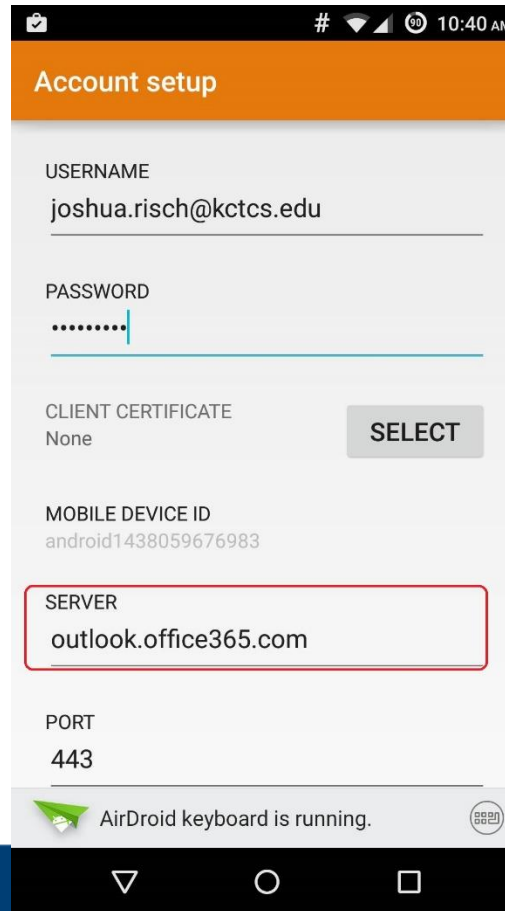 # 90 10:40 AM
Account setup
USERNAME
joshua.risch@kctcs.edu
PASSWORD
•••••••••
CLIENT CERTIFICATE
None
SELECT
MOBILE DEVICE ID
android1438059676983
SERVER
outlook.office365.com
PORT
443
AirDroid keyboard is running.